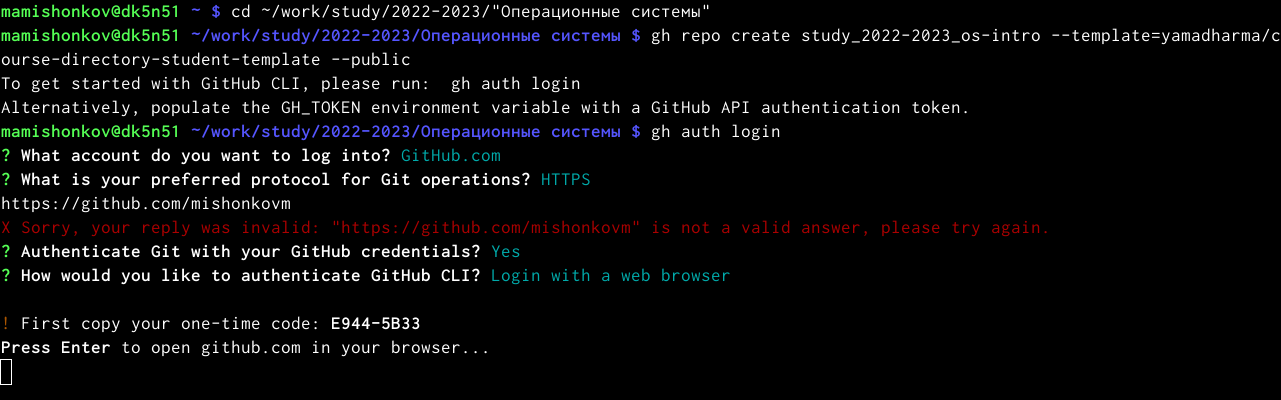 mamishonkov@dk5n51 ~ $ cd ~/work/study/2022-2023/"Операционные системы"
mamishonkov@dk5n51 ~/work/study/2022-2023/Операционные системы $ gh repo create study_2022-2023_os-intro --template=yamadharma/c
ourse-directory-student-template --public
To get started with GitHub CLI, please run:  gh auth login
Alternatively, populate the GH_TOKEN environment variable with a GitHub API authentication token.
mamishonkov@dk5n51 ~/work/study/2022-2023/Операционные системы $ gh auth login
? What account do you want to log into? GitHub.com
? What is your preferred protocol for Git operations? HTTPS
https://github.com/mishonkovm
X Sorry, your reply was invalid: "https://github.com/mishonkovm" is not a valid answer, please try again.
? Authenticate Git with your GitHub credentials? Yes
? How would you like to authenticate GitHub CLI? Login with a web browser
! First copy your one-time code: E944-5B33
Press Enter to open github.com in your browser...